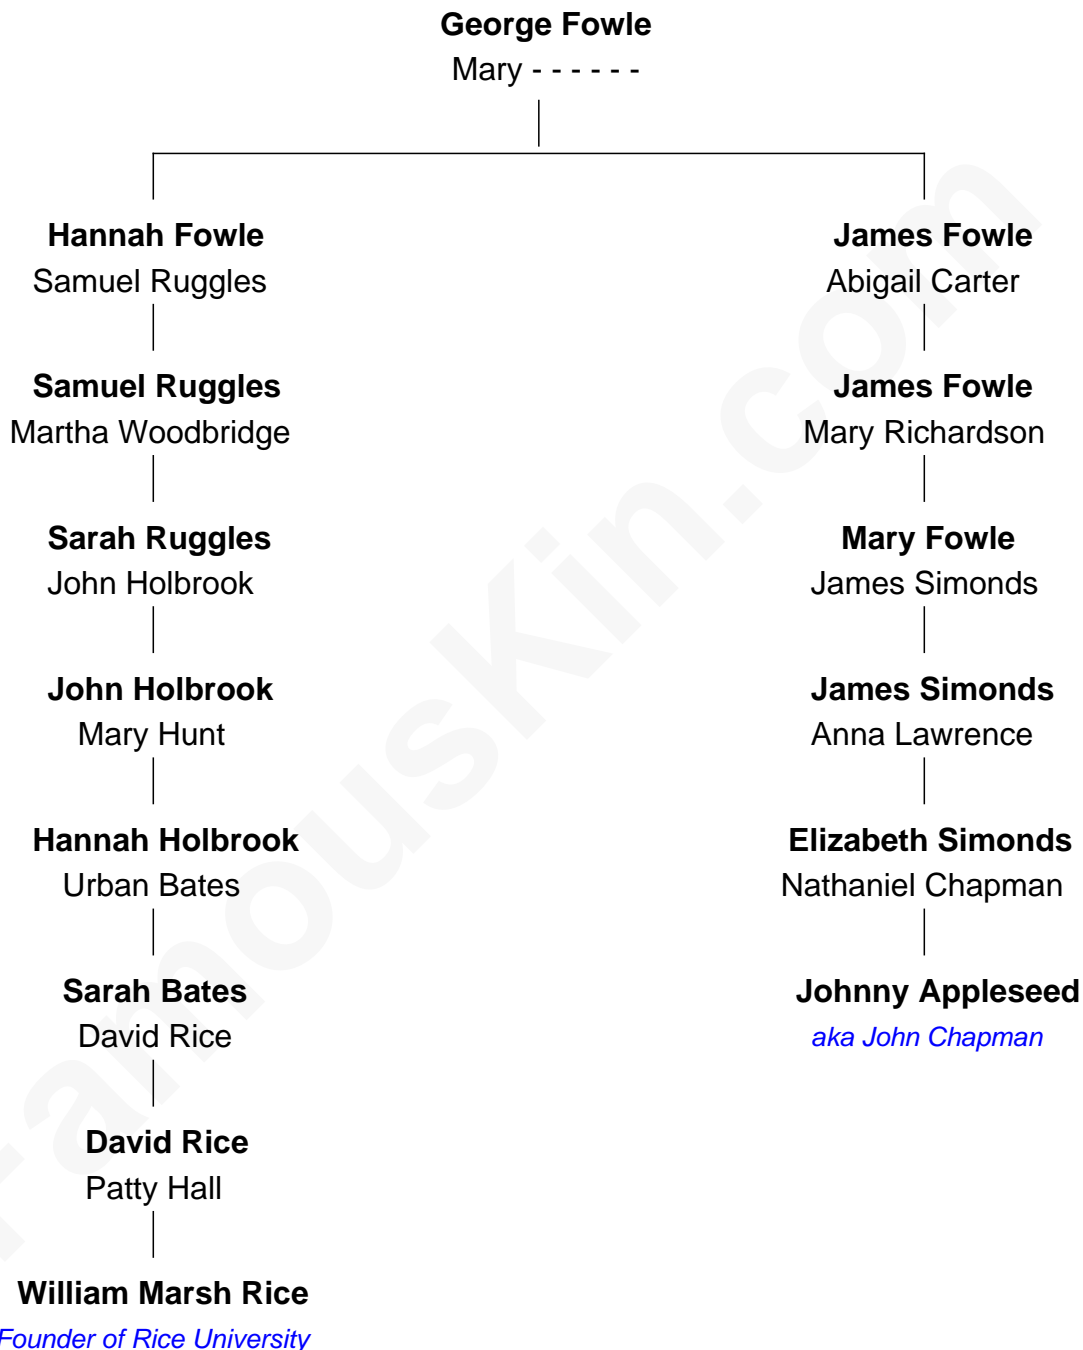 George Fowle
Mary - - - - - -
Hannah Fowle
Samuel Ruggles
James Fowle
Abigail Carter
Samuel Ruggles
Martha Woodbridge
James Fowle
Mary Richardson
Sarah Ruggles
John Holbrook
Mary Fowle
James Simonds
John Holbrook
Mary Hunt
James Simonds
Anna Lawrence
Hannah Holbrook
Urban Bates
Elizabeth Simonds
Nathaniel Chapman
Sarah Bates
David Rice
Johnny Appleseed
aka John Chapman
David Rice
Patty Hall
William Marsh Rice
Founder of Rice University
FamousKin.com